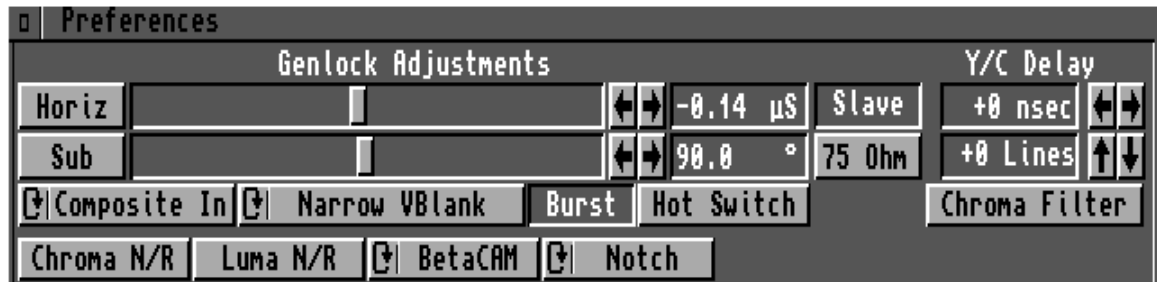 Preferences
Genlock Adjustments Y/C Delay
Horiz -0.14 µS Slave +0 nsec
Sub 90.0 ° 75 Ohm +0 Lines
Composite In Narrow VBlank Burst Hot Switch Chroma Filter
Chroma N/R Luma N/R BetaCAM Notch